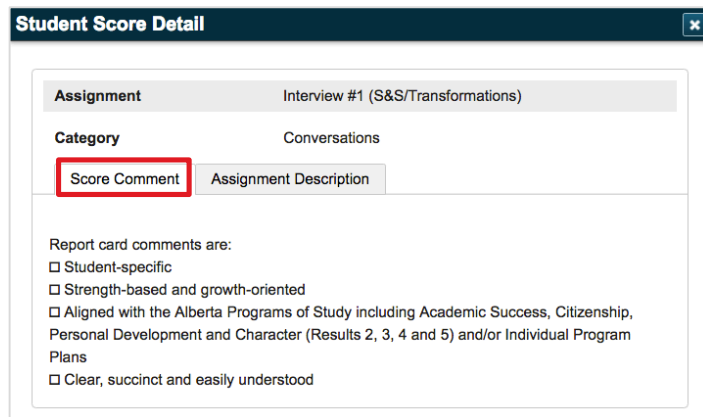 Student Score Detail
Assignment Interview #1 (S&S/Transformations)
Category Conversations
Score Comment Assignment Description
Report card comments are:
☐ Student-specific
☐ Strength-based and growth-oriented
☐ Aligned with the Alberta Programs of Study including Academic Success, Citizenship,
Personal Development and Character (Results 2, 3, 4 and 5) and/or Individual Program
Plans
☐ Clear, succinct and easily understood